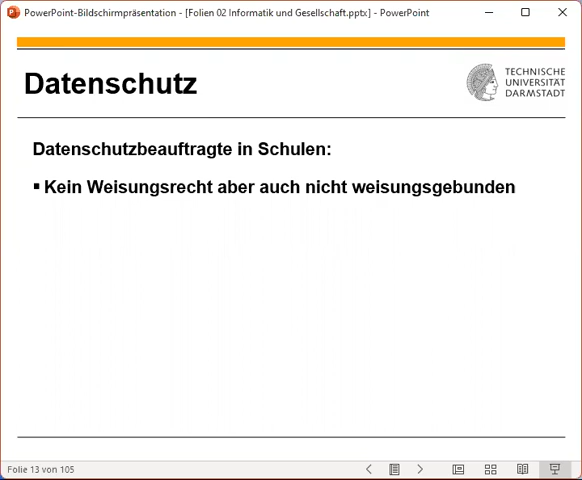 PowerPoint-Bildschirmpräsentation - [Folien 02 Informatik und Gesellschaft.pptx] - PowerPoint
Datenschutz
TECHNISCHE
UNIVERSITÄT
DARMSTADT
Datenschutzbeauftragte in Schulen:
▪ Kein Weisungsrecht aber auch nicht weisungsgebunden
Folie 13 von 105